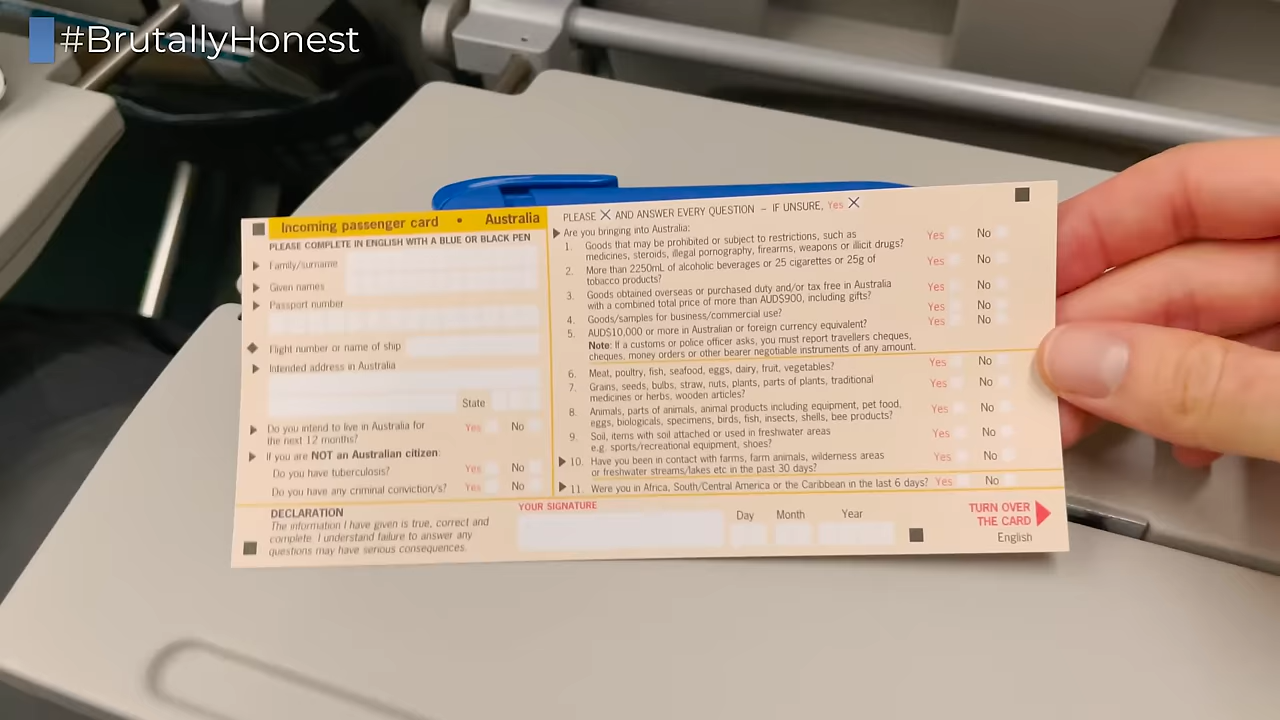 #BrutallyHonest
Incoming passenger card • Australia
PLEASE COMPLETE IN ENGLISH WITH A BLUE OR BLACK PEN
Family/surname
Given names
Passport number
Flight number or name of ship
Intended address in Australia
State
Do you intend to live in Australia for
the next 12 months?
Yes No
If you are NOT an Australian citizen:
Do you have tuberculosis? Yes No
Do you have any criminal conviction/s? Yes No
DECLARATION
The information I have given is true, correct and
complete. I understand failure to answer any
questions may have serious consequences.
PLEASE X AND ANSWER EVERY QUESTION – IF UNSURE, Yes X
Are you bringing into Australia:
1. Goods that may be prohibited or subject to restrictions, such as
medicines, steroids, illegal pornography, firearms, weapons or illicit drugs?
Yes No
2. More than 2250mL of alcoholic beverages or 25 cigarettes or 25g of
tobacco products?
Yes No
3. Goods obtained overseas or purchased duty and/or tax free in Australia
with a combined total price of more than AUD$900, including gifts?
Yes No
4. Goods/samples for business/commercial use? Yes No
5. AUD$10,000 or more in Australian or foreign currency equivalent? Yes No
Note: If a customs or police officer asks, you must report travellers cheques,
cheques, money orders or other bearer negotiable instruments of any amount.
6. Meat, poultry, fish, seafood, eggs, dairy, fruit, vegetables? Yes No
7. Grains, seeds, bulbs, straw, nuts, plants, parts of plants, traditional
medicines or herbs, wooden articles?
Yes No
8. Animals, parts of animals, animal products including equipment, pet food,
eggs, biologicals, specimens, birds, fish, insects, shells, bee products?
Yes No
9. Soil, items with soil attached or used in freshwater areas
e.g. sports/recreational equipment, shoes?
Yes No
10. Have you been in contact with farms, farm animals, wilderness areas
or freshwater streams/lakes etc in the past 30 days?
Yes No
11. Were you in Africa, South/Central America or the Caribbean in the last 6 days? Yes No
YOUR SIGNATURE
Day Month Year
TURN OVER
THE CARD
English